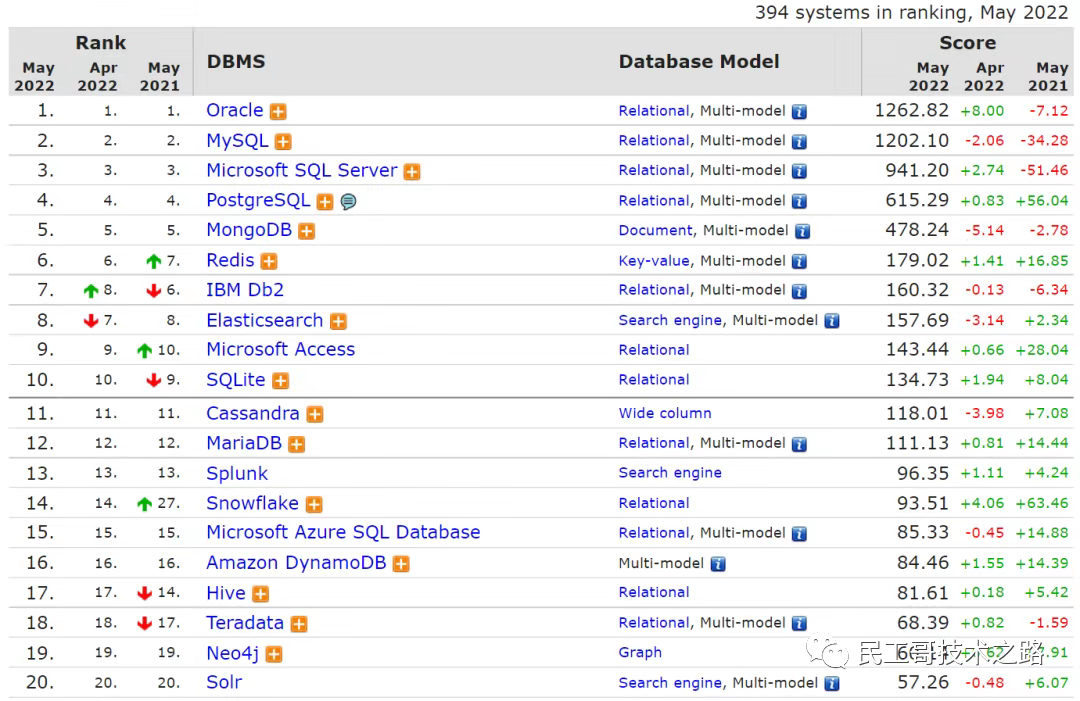 394 systems in ranking, May 2022
Rank DBMS Database Model Score
May 2022 Apr 2022 May 2021 May 2022 Apr 2022 May 2021
1. 1. 1. Oracle Relational, Multi-model 1262.82 +8.00 -7.12
2. 2. 2. MySQL Relational, Multi-model 1202.10 -2.06 -34.28
3. 3. 3. Microsoft SQL Server Relational, Multi-model 941.20 +2.74 -51.46
4. 4. 4. PostgreSQL Relational, Multi-model 615.29 +0.83 +56.04
5. 5. 5. MongoDB Document, Multi-model 478.24 -5.14 -2.78
6. 6. 7. Redis Key-value, Multi-model 179.02 +1.41 +16.85
7. 8. 6. IBM Db2 Relational, Multi-model 160.32 -0.13 -6.34
8. 7. 8. Elasticsearch Search engine, Multi-model 157.69 -3.14 +2.34
9. 9. 10. Microsoft Access Relational 143.44 +0.66 +28.04
10. 10. 9. SQLite Relational 134.73 +1.94 +8.04
11. 11. 11. Cassandra Wide column 118.01 -3.98 +7.08
12. 12. 12. MariaDB Relational, Multi-model 111.13 +0.81 +14.44
13. 13. 13. Splunk Search engine 96.35 +1.11 +4.24
14. 14. 27. Snowflake Relational 93.51 +4.06 +63.46
15. 15. 15. Microsoft Azure SQL Database Relational, Multi-model 85.33 -0.45 +14.88
16. 16. 16. Amazon DynamoDB Multi-model 84.46 +1.55 +14.39
17. 17. 14. Hive Relational 81.61 +0.18 +5.42
18. 18. 17. Teradata Relational, Multi-model 68.39 +0.82 -1.59
19. 19. 19. Neo4j Graph
民工哥技术之路
20. 20. 20. Solr Search engine, Multi-model 57.26 -0.48 +6.07